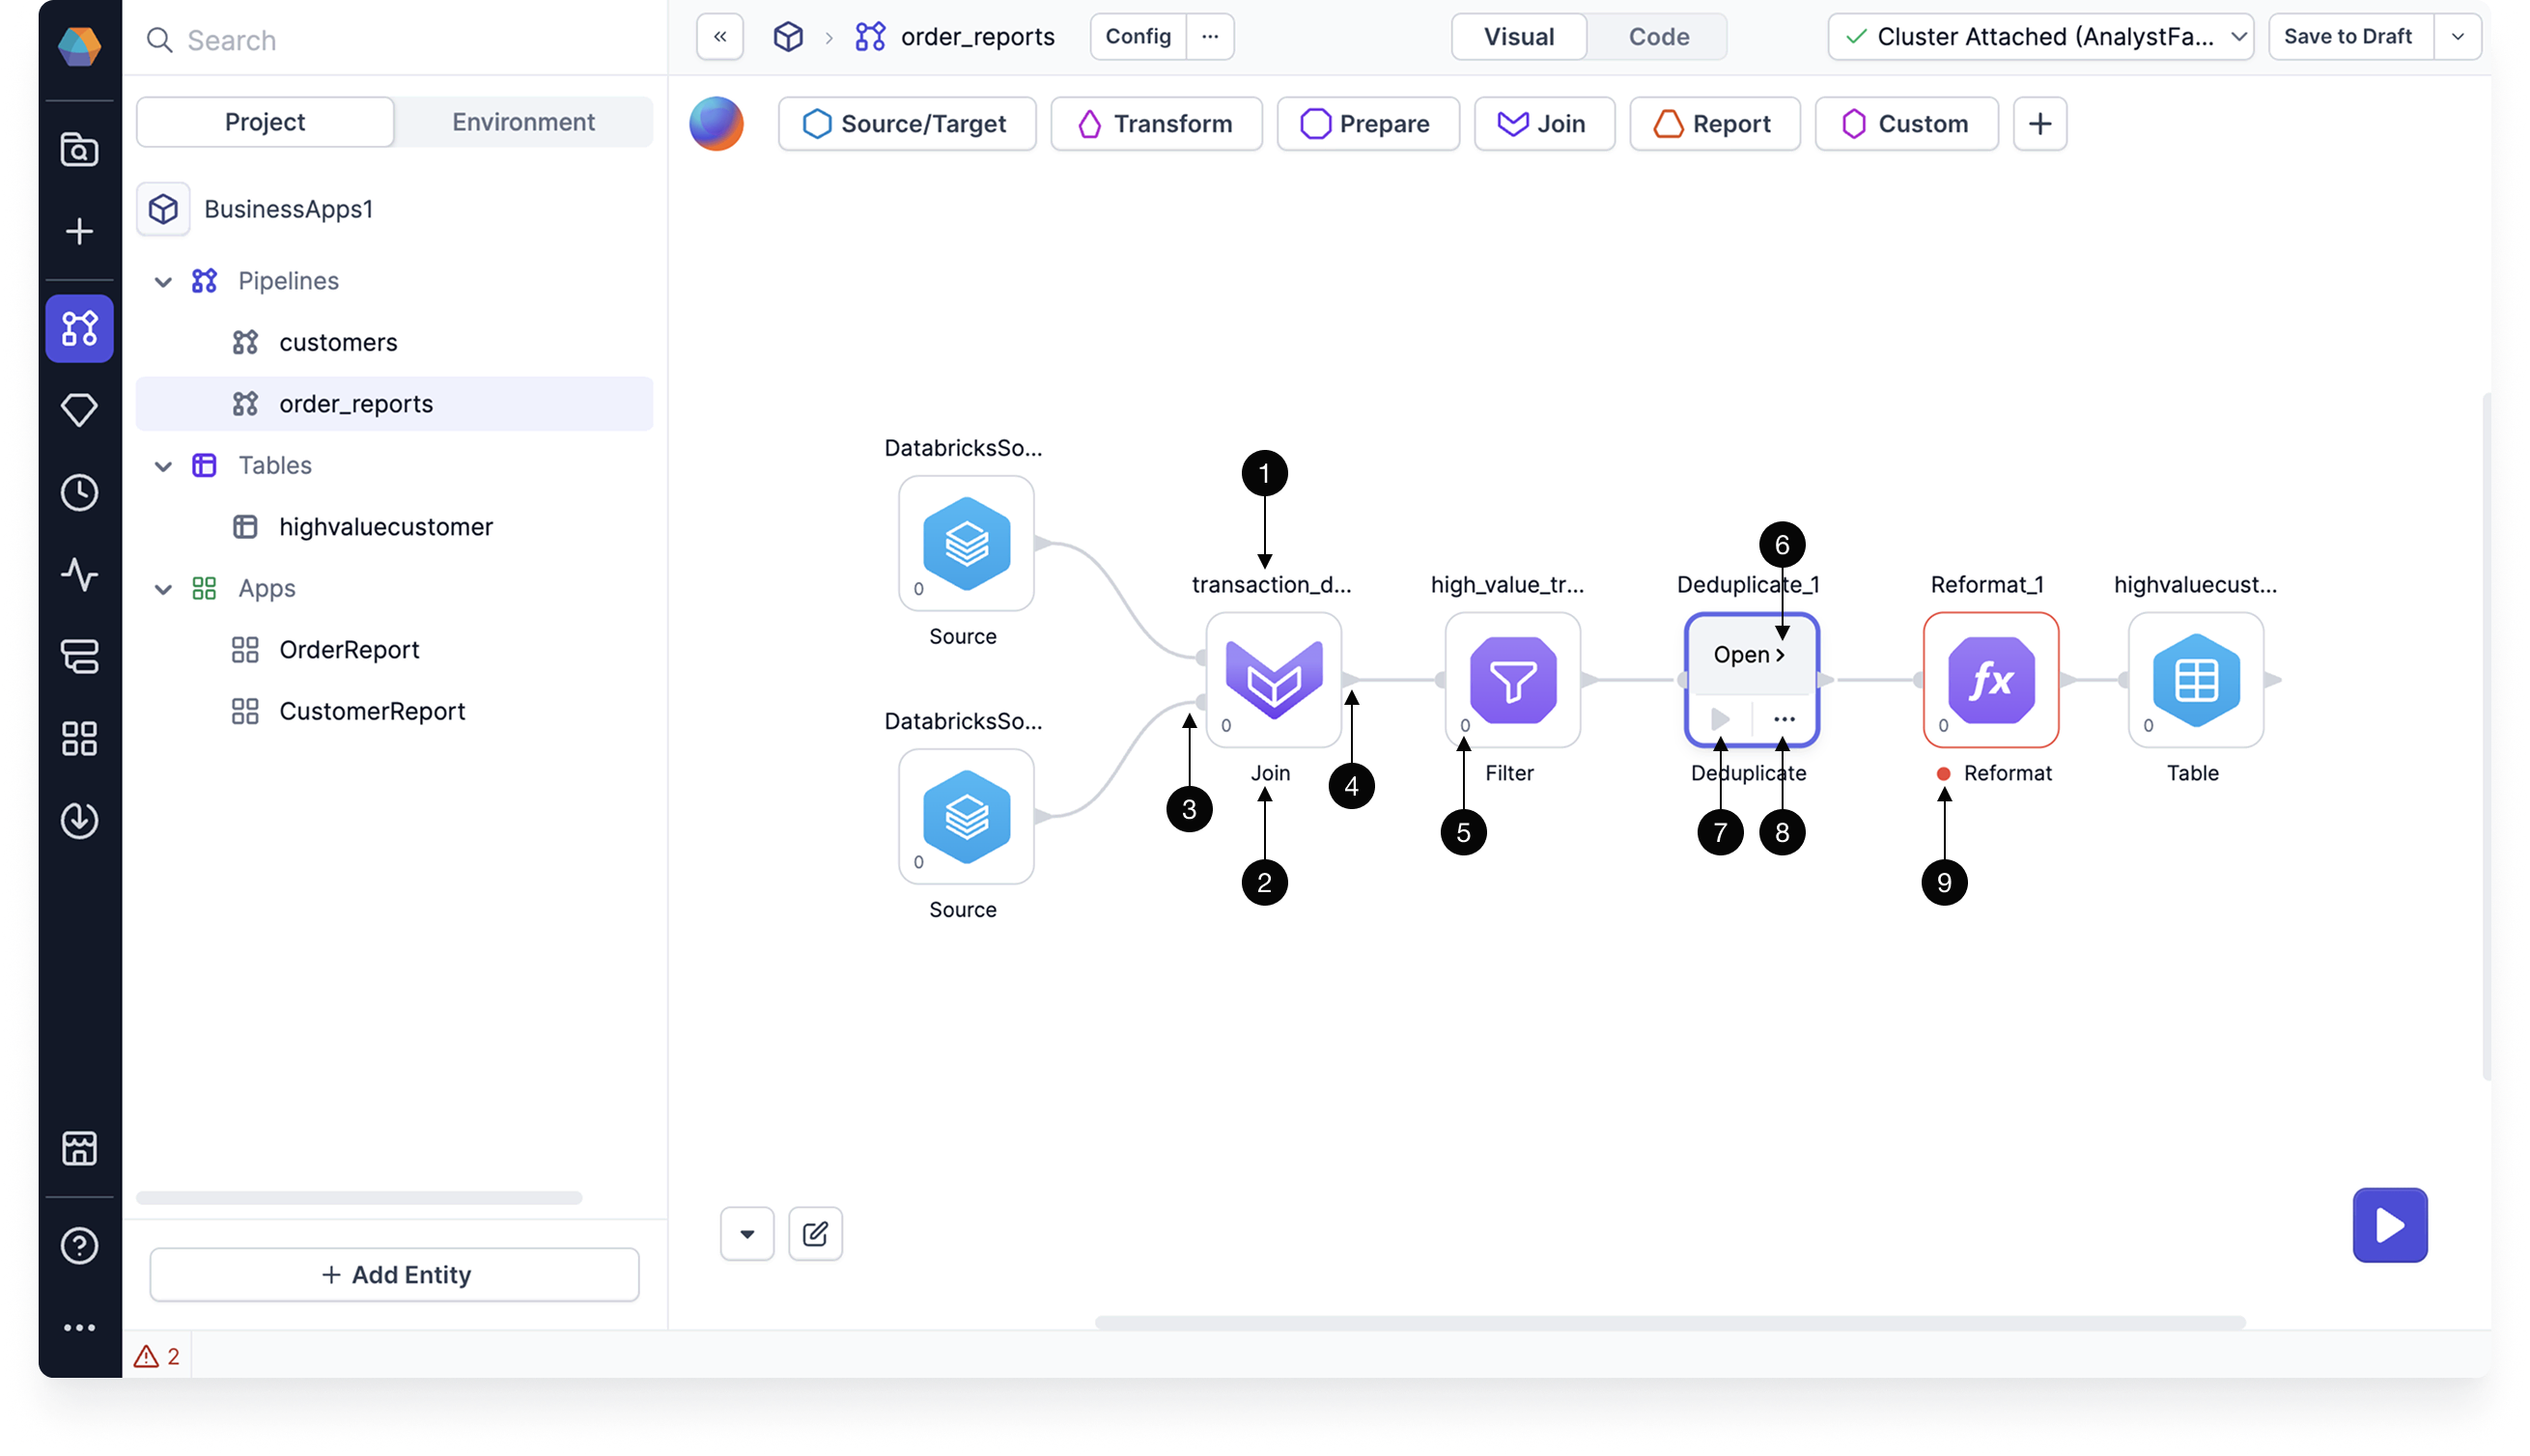 Search
order_reports
Config
Visual
Code
Cluster Attached (AnalystFa...
Save to Draft
Project
Environment
Source/Target
Transform
Prepare
Join
Report
Custom
BusinessApps1
Pipelines
customers
order_reports
Tables
highvaluecustomer
Apps
OrderReport
CustomerReport
DatabricksSo...
0
Source
DatabricksSo...
0
Source
1
transaction_d...
0
Join
2
3
4
high_value_tr...
0
Filter
5
6
Deduplicate_1
Open
Deduplicate
7
8
Reformat_1
fx
0
Reformat
9
highvaluecust...
0
Table
Add Entity
2